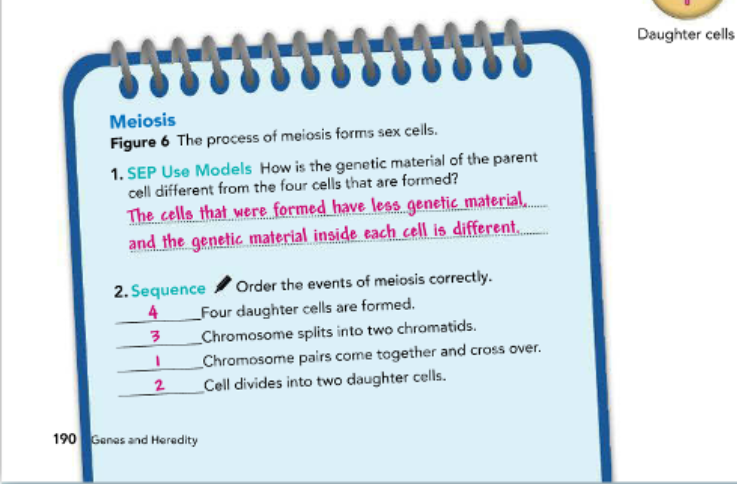 Daughter cells
Meiosis
Figure 6 The process of meiosis forms sex cells.
1. SEP Use Models How is the genetic material of the parent
cell different from the four cells that are formed?
The cells that were formed have less genetic material,
and the genetic material inside each cell is different.
2. Sequence Order the events of meiosis correctly.
4 Four daughter cells are formed.
3 Chromosome splits into two chromatids.
1 Chromosome pairs come together and cross over.
2 Cell divides into two daughter cells.
190 Genes and Heredity